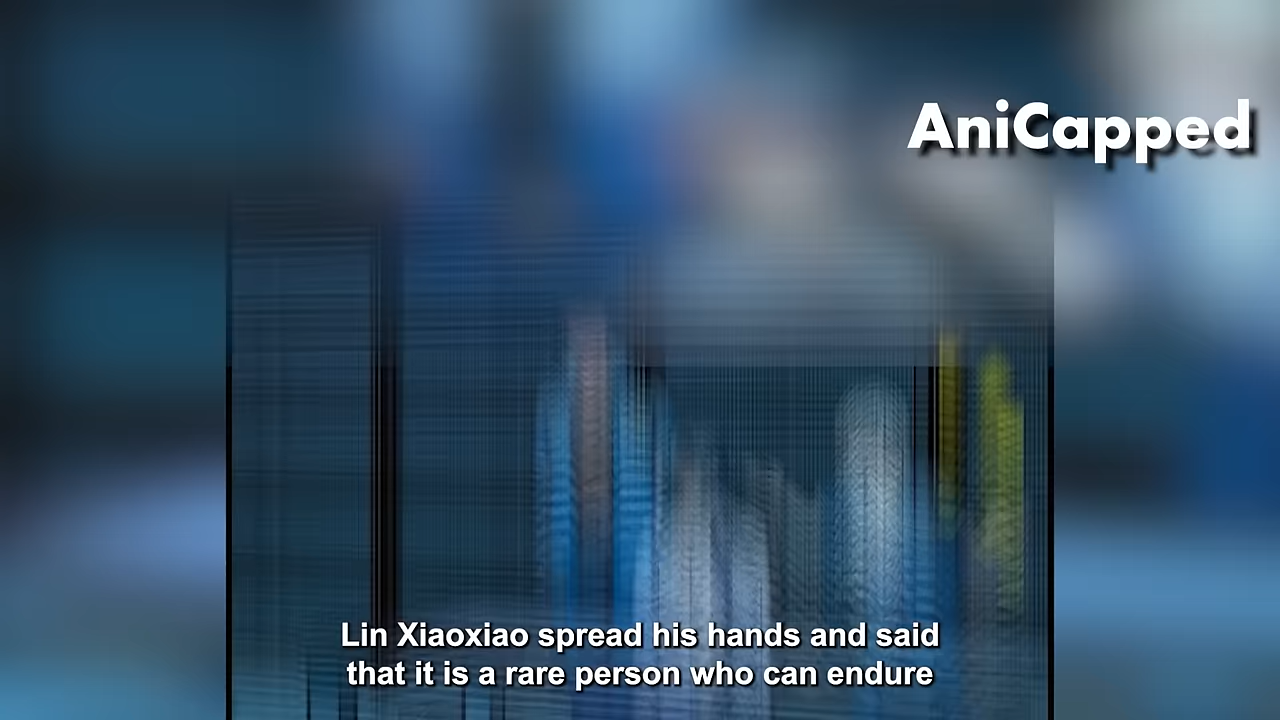 AniCapped
Lin Xiaoxiao spread his hands and said
that it is a rare person who can endure